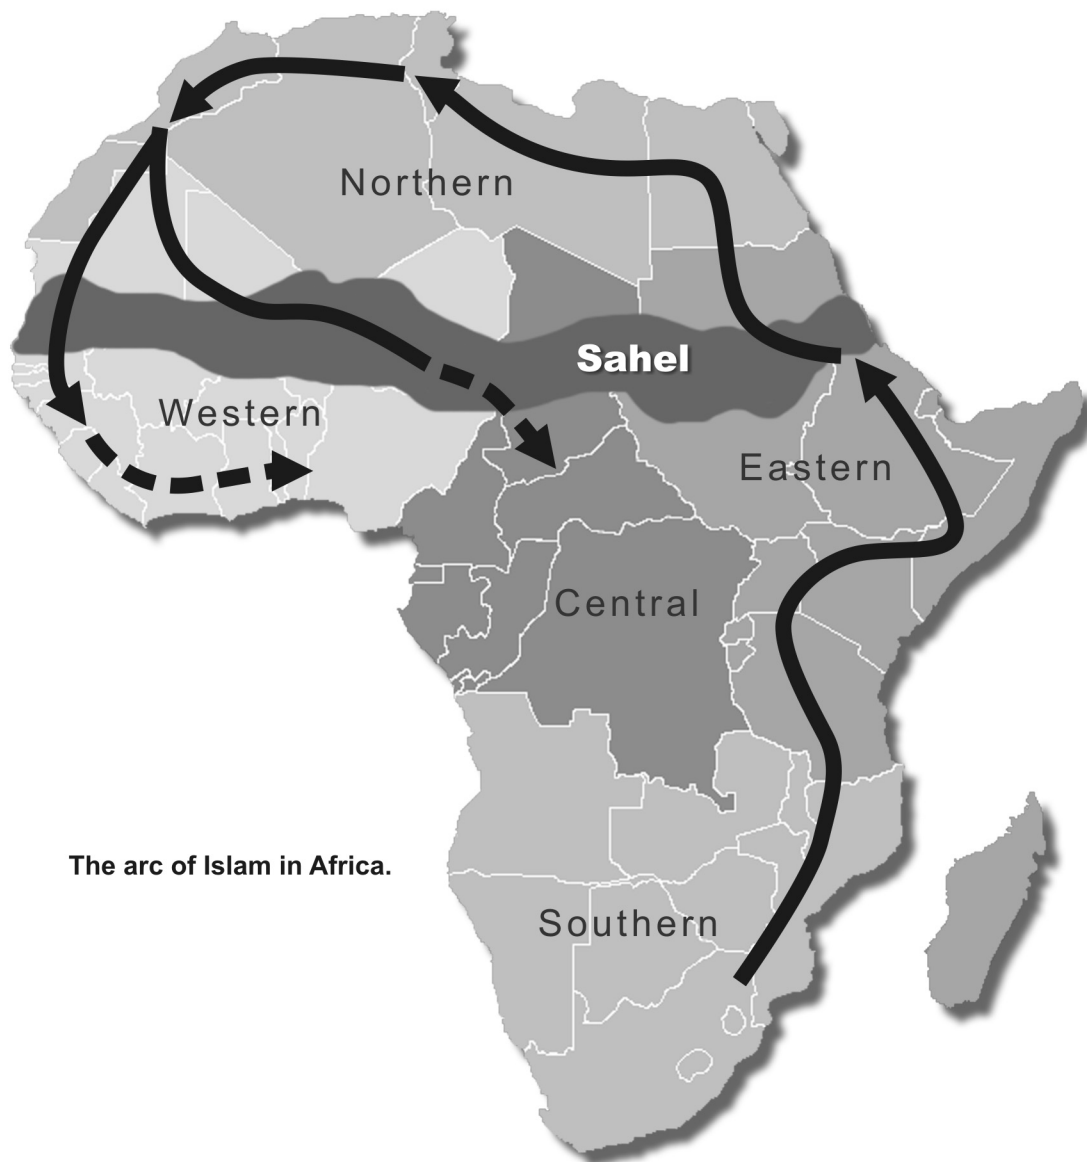 Northern
Sahel
Western
Eastern
Central
The arc of Islam in Africa.
Southern